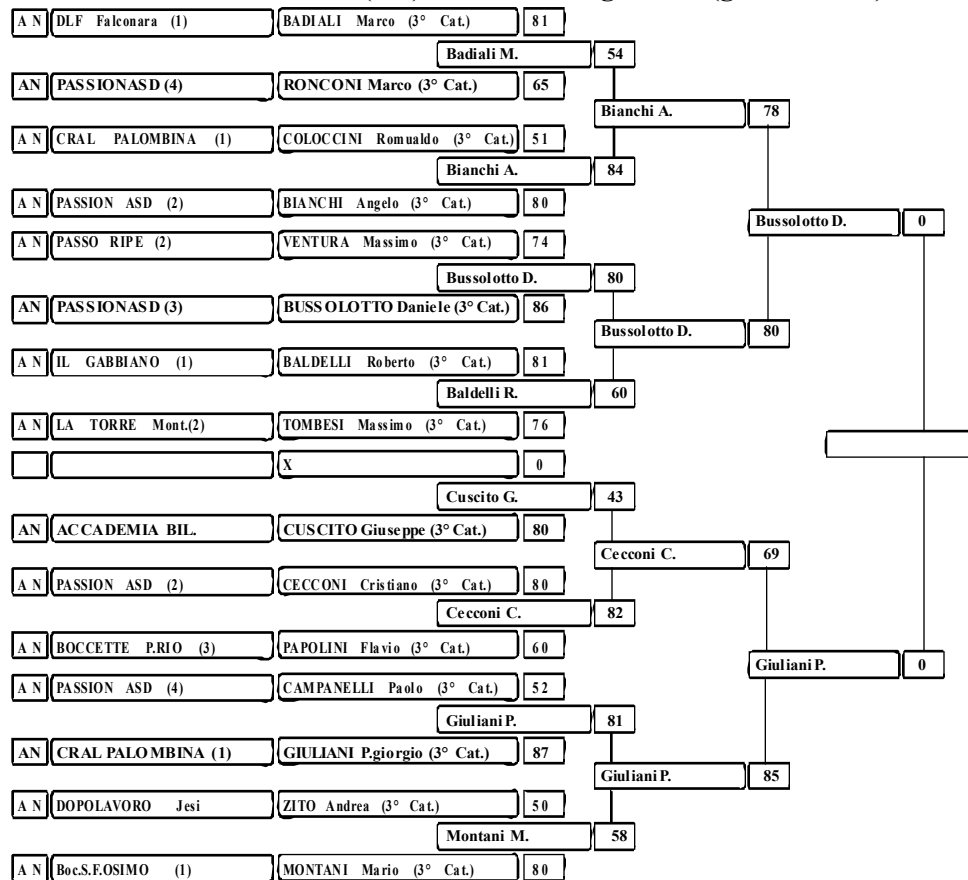 A N DLF Falconara (1) BADIALI Marco (3° Cat.) 81
Badiali M. 54
AN PASSIONASD (4) RONCONI Marco (3° Cat.) 65
Bianchi A. 78
A N CRAL PALOMBINA (1) COLOCCINI Romualdo (3° Cat.) 51
Bianchi A. 84
A N PASSION ASD (2) BIANCHI Angelo (3° Cat.) 80
Bussolotto D. 0
A N PASSO RIPE (2) VENTURA Massimo (3° Cat.) 74
Bussolotto D. 80
AN PASSIONASD (3) BUSSOLOTTO Daniele (3° Cat.) 86
Bussolotto D. 80
A N IL GABBIANO (1) BALDELLI Roberto (3° Cat.) 81
Baldelli R. 60
A N LA TORRE Mont.(2) TOMBESI Massimo (3° Cat.) 76
X 0
Cuscito G. 43
AN ACCADEMIA BIL. CUSCITO Giuseppe (3° Cat.) 80
Cecconi C. 69
A N PASSION ASD (2) CECCONI Cristiano (3° Cat.) 80
Cecconi C. 82
A N BOCCETTE P.RIO (3) PAPOLINI Flavio (3° Cat.) 60
Giuliani P. 0
A N PASSION ASD (4) CAMPANELLI Paolo (3° Cat.) 52
Giuliani P. 81
AN CRAL PALOMBINA (1) GIULIANI P.giorgio (3° Cat.) 87
Giuliani P. 85
A N DOPOLAVORO Jesi ZITO Andrea (3° Cat.) 50
Montani M. 58
A N Boc.S.F.OSIMO (1) MONTANI Mario (3° Cat.) 80